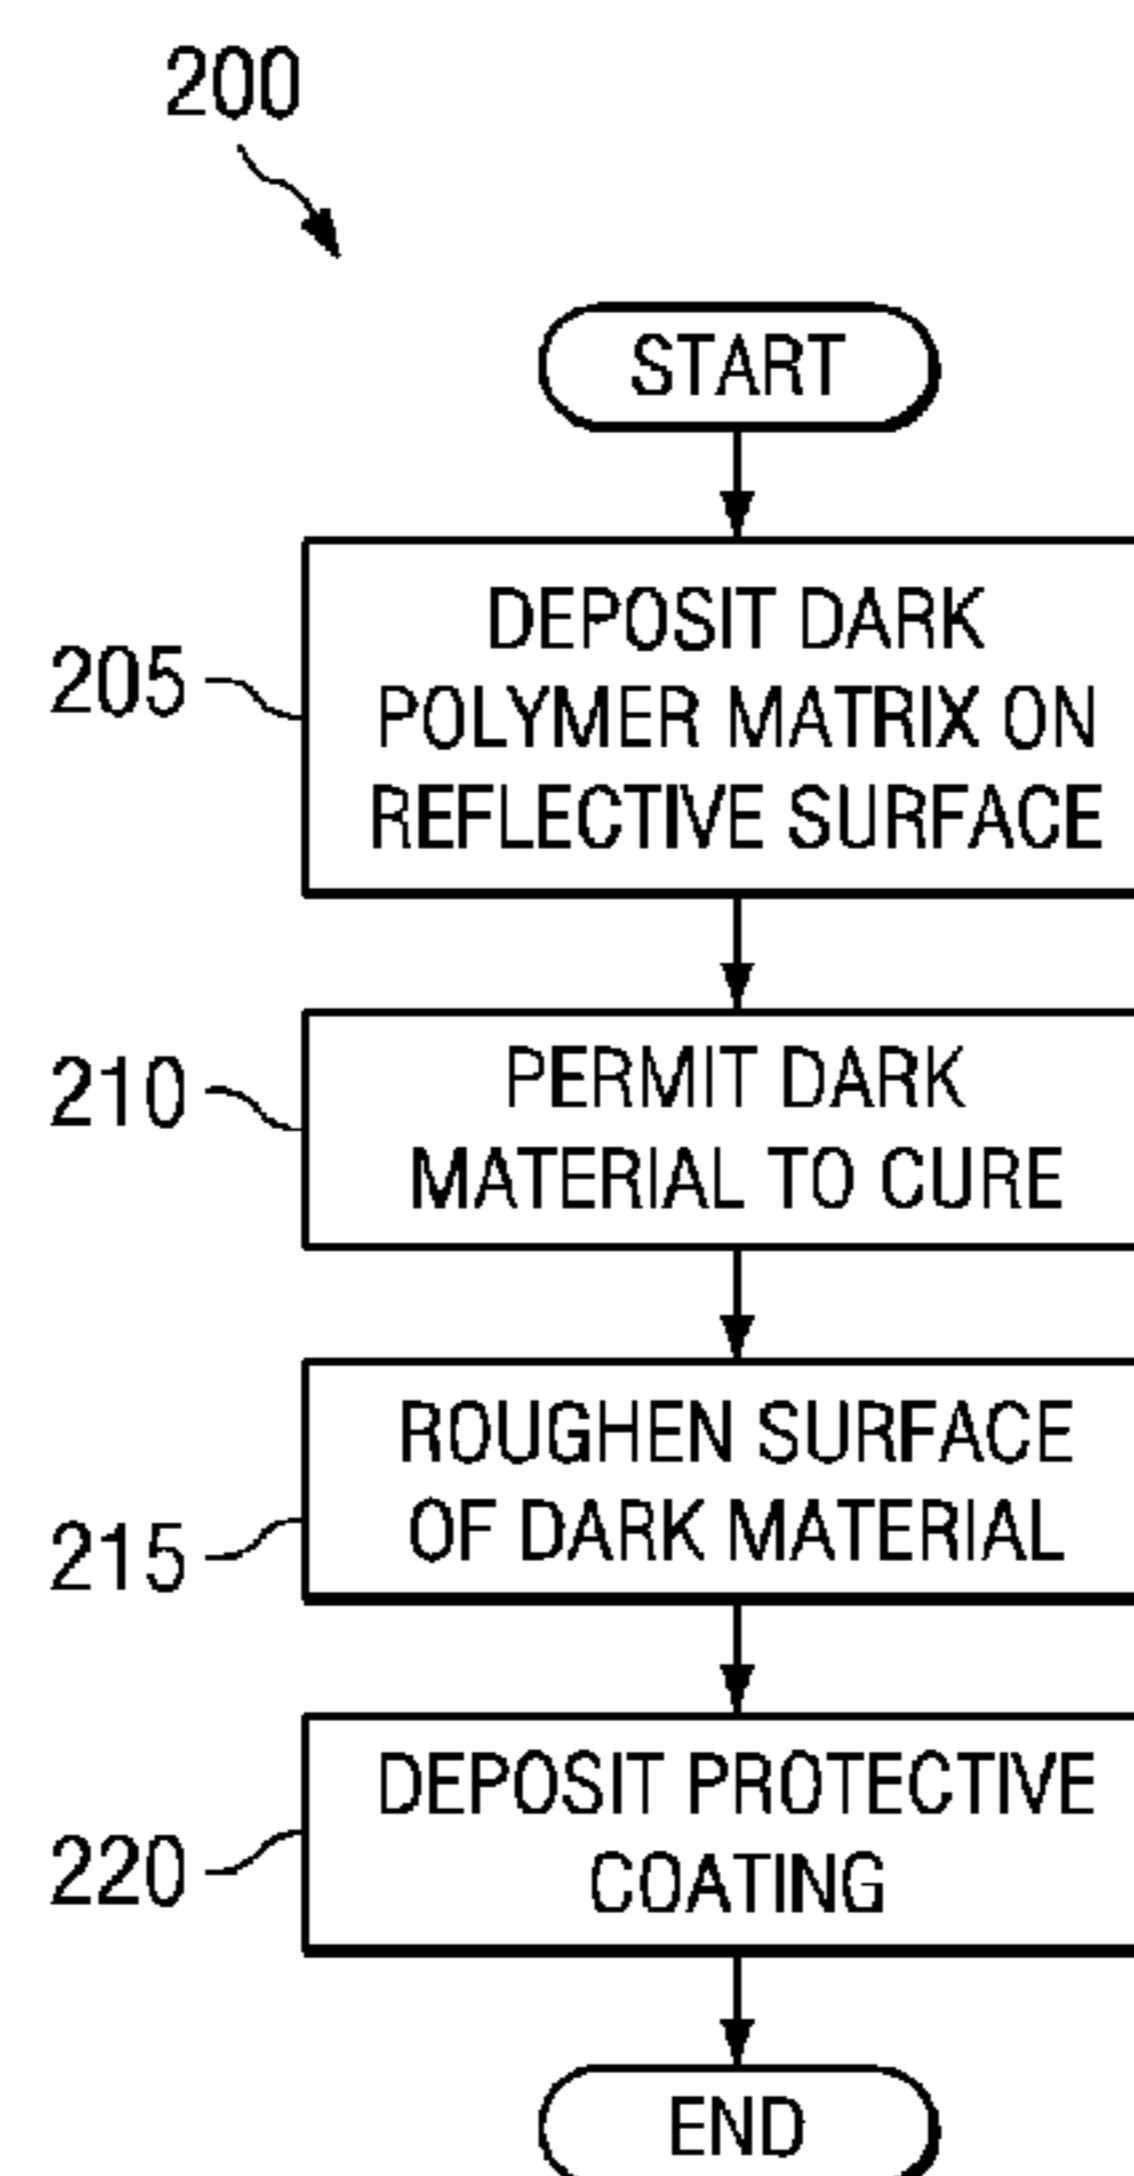 200
START
205
DEPOSIT DARK
POLYMER MATRIX ON
REFLECTIVE SURFACE
210
PERMIT DARK
MATERIAL TO CURE
215
ROUGHEN SURFACE
OF DARK MATERIAL
220
DEPOSIT PROTECTIVE
COATING
END